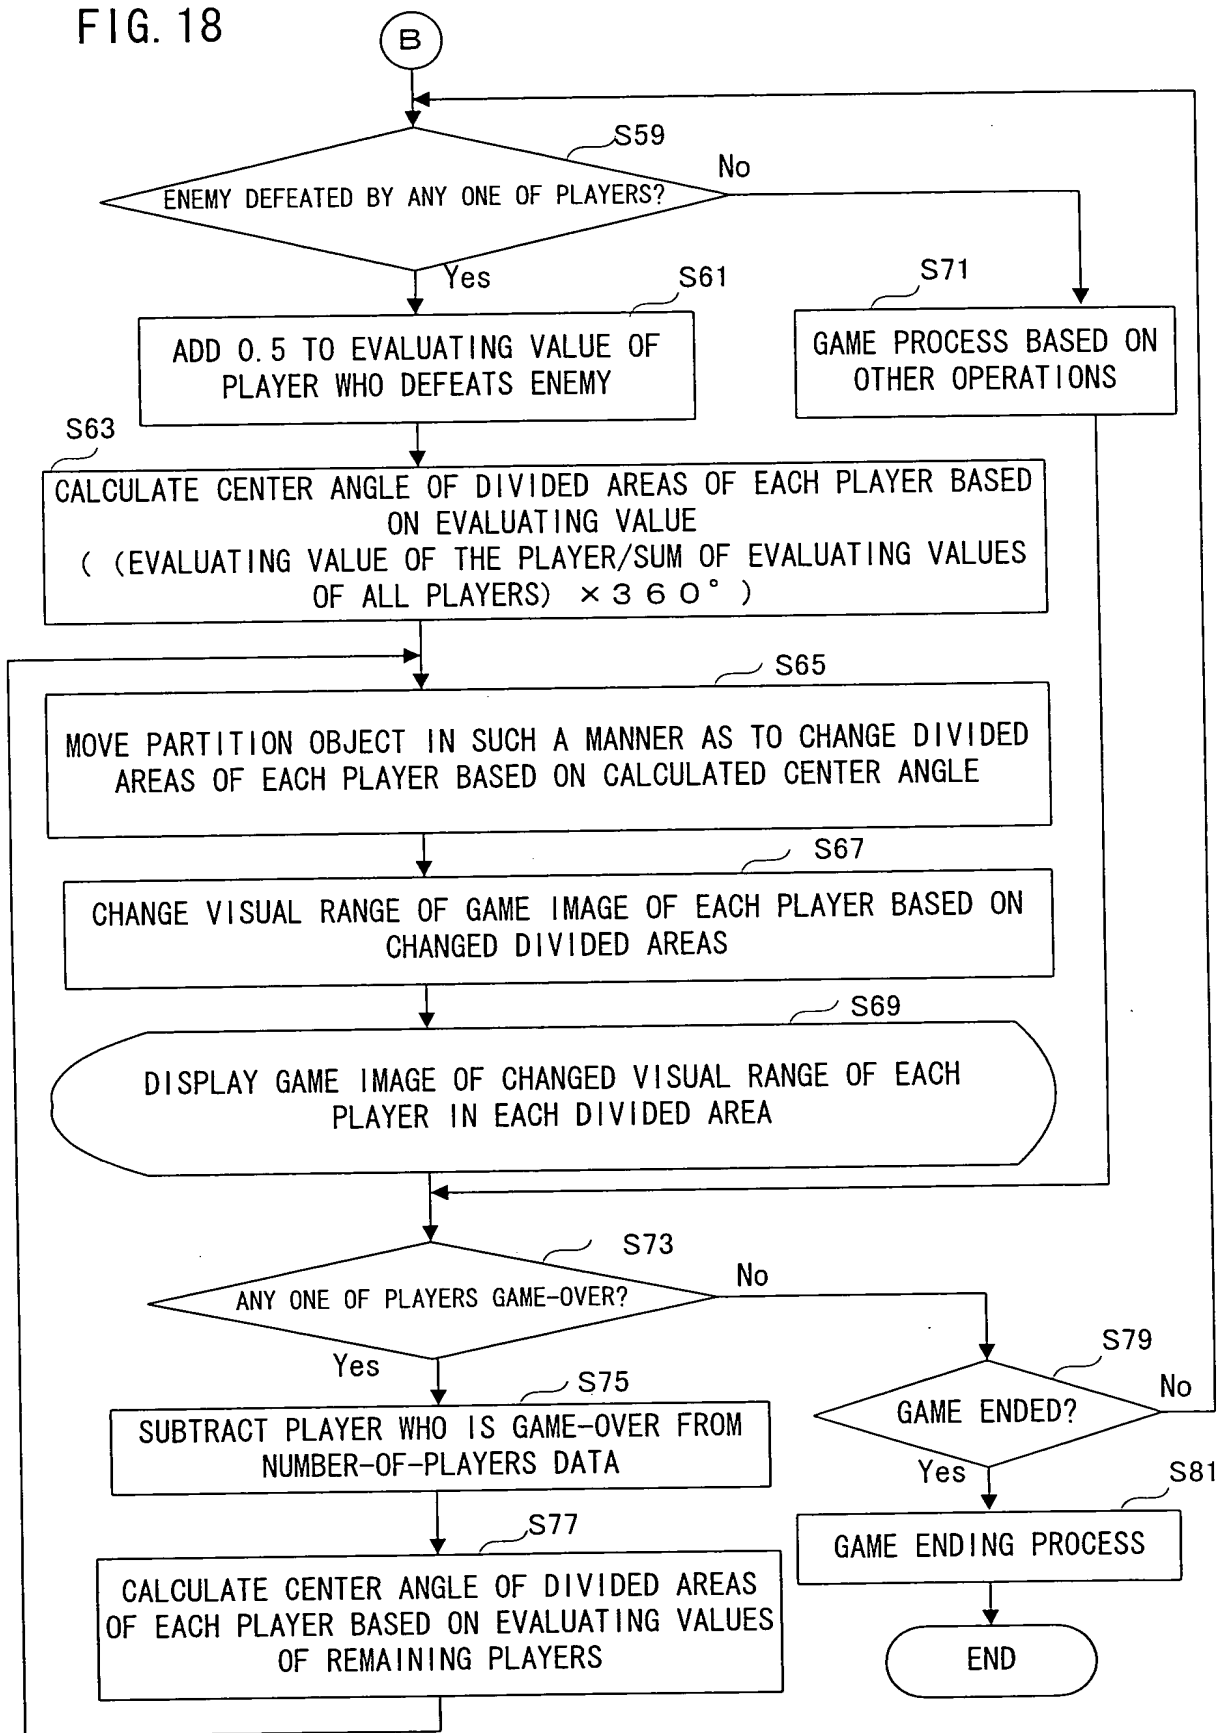 FIG. 18
B
S59
No
ENEMY DEFEATED BY ANY ONE OF PLAYERS?
Yes
S61
S71
ADD 0.5 TO EVALUATING VALUE OF
PLAYER WHO DEFEATS ENEMY
GAME PROCESS BASED ON
OTHER OPERATIONS
S63
CALCULATE CENTER ANGLE OF DIVIDED AREAS OF EACH PLAYER BASED
ON EVALUATING VALUE
( (EVALUATING VALUE OF THE PLAYER/SUM OF EVALUATING VALUES
OF ALL PLAYERS) ×３６０° )
S65
MOVE PARTITION OBJECT IN SUCH A MANNER AS TO CHANGE DIVIDED
AREAS OF EACH PLAYER BASED ON CALCULATED CENTER ANGLE
S67
CHANGE VISUAL RANGE OF GAME IMAGE OF EACH PLAYER BASED ON
CHANGED DIVIDED AREAS
S69
DISPLAY GAME IMAGE OF CHANGED VISUAL RANGE OF EACH
PLAYER IN EACH DIVIDED AREA
S73
No
ANY ONE OF PLAYERS GAME-OVER?
Yes
S79
No
GAME ENDED?
Yes
S75
SUBTRACT PLAYER WHO IS GAME-OVER FROM
NUMBER-OF-PLAYERS DATA
S81
GAME ENDING PROCESS
S77
CALCULATE CENTER ANGLE OF DIVIDED AREAS
OF EACH PLAYER BASED ON EVALUATING VALUES
OF REMAINING PLAYERS
END